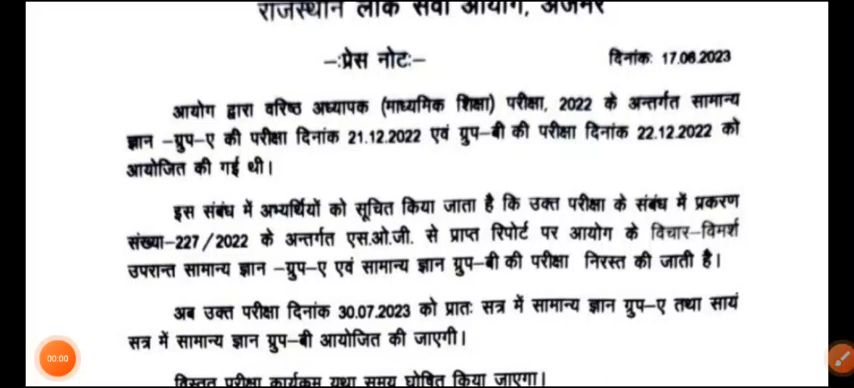 राजस्थान लोक सेवा आयोग, अजमेर
–:प्रेस नोट:–
दिनांक: 17.06.2023
आयोग द्वारा वरिष्ठ अध्यापक (माध्यमिक शिक्षा) परीक्षा, 2022 के अन्तर्गत सामान्य
ज्ञान –ग्रुप–ए की परीक्षा दिनांक 21.12.2022 एवं ग्रुप–बी की परीक्षा दिनांक 22.12.2022 को
आयोजित की गई थी।
इस संबंध में अभ्यर्थियों को सूचित किया जाता है कि उक्त परीक्षा के संबंध में प्रकरण
संख्या–227/2022 के अन्तर्गत एस.ओ.जी. से प्राप्त रिपोर्ट पर आयोग के विचार–विमर्श
उपरान्त सामान्य ज्ञान –ग्रुप–ए एवं सामान्य ज्ञान ग्रुप–बी की परीक्षा निरस्त की जाती है।
अब उक्त परीक्षा दिनांक 30.07.2023 को प्रातः सत्र में सामान्य ज्ञान ग्रुप–ए तथा सायं
सत्र में सामान्य ज्ञान ग्रुप–बी आयोजित की जाएगी।
विस्तृत परीक्षा कार्यक्रम यथा समय घोषित किया जाएगा।
00:00